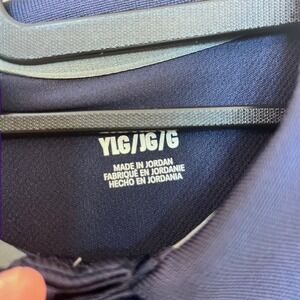 YLG/JG/G
MADE IN JORDAN
FABRIQUÉ EN JORDANIE
HECHO EN JORDANIA